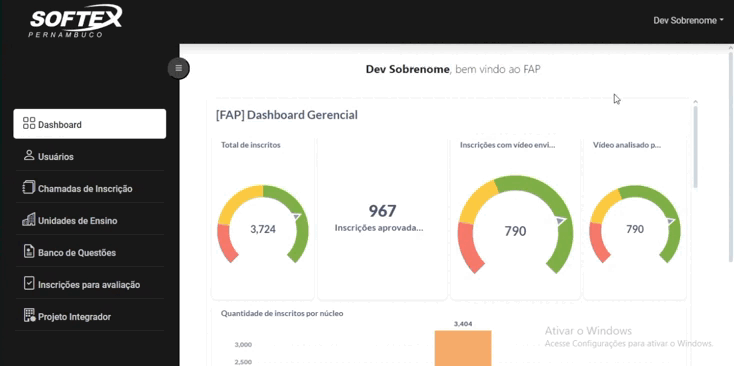 SOFTEX
PERNAMBUCO
Dev Sobrenome
Dev Sobrenome, bem vindo ao FAP
Dashboard
Usuários
Chamadas de Inscrição
Unidades de Ensino
Banco de Questões
Inscrições para avaliação
Projeto Integrador
[FAP] Dashboard Gerencial
Total de inscritos
3,724
967
Inscrições aprovada...
Inscrições com vídeo envi...
790
Vídeo analisado p...
790
Quantidade de inscritos por núcleo
3,404
3,000
2,500
Ativar o Windows
Acesse Configurações para ativar o Windows.